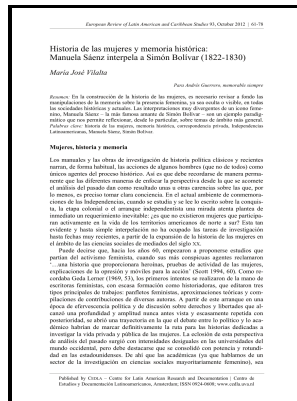 European Review of Latin American and Caribbean Studies 93, October 2012 | 61-78
Historia de las mujeres y memoria histórica:
Manuela Sáenz interpela a Simón Bolívar (1822-1830)
María José Vilalta
Para Andrés Guerrero, memorable siempre
Resumen: En la construcción de la historia de las mujeres, es necesario revisar a fondo las
manipulaciones de la memoria sobre la presencia femenina, ya sea oculta o visible, en todas
las sociedades históricas y actuales. Las interpretaciones muy divergentes de un icono feme-
nino, Manuela Sáenz – la más famosa amante de Simón Bolívar – son un ejemplo paradig-
mático que nos permite reflexionar, desde lo particular, sobre temas de ámbito más general.
Palabras clave: historia de las mujeres, memoria histórica, correspondencia privada, Independencias
Latinoamericanas, Manuela Sáenz, Simón Bolívar.
Mujeres, historia y memoria
Los manuales y las obras de investigación de historia política clásicos y recientes
narran, de forma habitual, las acciones de algunos hombres (que no de todos) como
únicos agentes del proceso histórico. Así es que debe recordarse de manera perma-
nente que las diferentes maneras de enfocar la perspectiva desde la que se acomete
el análisis del pasado dan como resultado unas u otras carencias sobre las que, por
lo menos, es preciso tomar clara conciencia. En el actual ambiente de conmemora-
ciones de las Independencias, cuando se estudia y se lee lo escrito sobre la conquis-
ta, la etapa colonial o el arranque independentista una mirada atenta plantea de
inmediato un requerimiento inevitable: ¿es que no existieron mujeres que participa-
ron activamente en la vida de los territorios americanos de norte a sur? Esta tan
evidente y hasta simple interpelación no ha ocupado las tareas de investigación
hasta fechas muy recientes, a partir de la expansión de la historia de las mujeres en
el ámbito de las ciencias sociales de mediados del siglo XX.
Puede decirse que, hacia los años 60, empezaron a proponerse estudios que
partían del activismo femenino, cuando sus más conspicuas agentes reclamaron
"…una historia que proporcionara heroínas, pruebas de actividad de las mujeres,
explicaciones de la opresión y móviles para la acción" (Scott 1994, 60). Como re-
cordaba Gerda Lerner (1969, 53), los primeros intentos se realizaron de la mano de
escritoras feministas, con escasa formación como historiadoras, que editaron tres
tipos principales de trabajos: panfletos feministas, aproximaciones teóricas y com-
pilaciones de contribuciones de diversas autoras. A partir de este arranque en una
época de efervescencia política y de discusión sobre derechos y libertades que al-
canzó una profundidad y amplitud nunca antes vista y escasamente repetida con
posterioridad, se abrió una trayectoria en la que el debate entre lo político y lo aca-
démico habrían de marcar definitivamente la ruta para las historias dedicadas a
investigar la vida privada y pública de las mujeres. La eclosión de esta perspectiva
de análisis del pasado surgió con intensidades desiguales en las universidades del
mundo occidental, pero debe destacarse que se consolidó con potencia y rotundi-
dad en las estadounidenses. De ahí que las académicas (ya que hablamos de un
sector de la investigación en ciencias sociales mayoritariamente femenino), sea
Published by CEDLA – Centre for Latin American Research and Documentation | Centro de
Estudios y Documentación Latinoamericanos, Amsterdam; ISSN 0924-0608; www.cedla.uva.nl